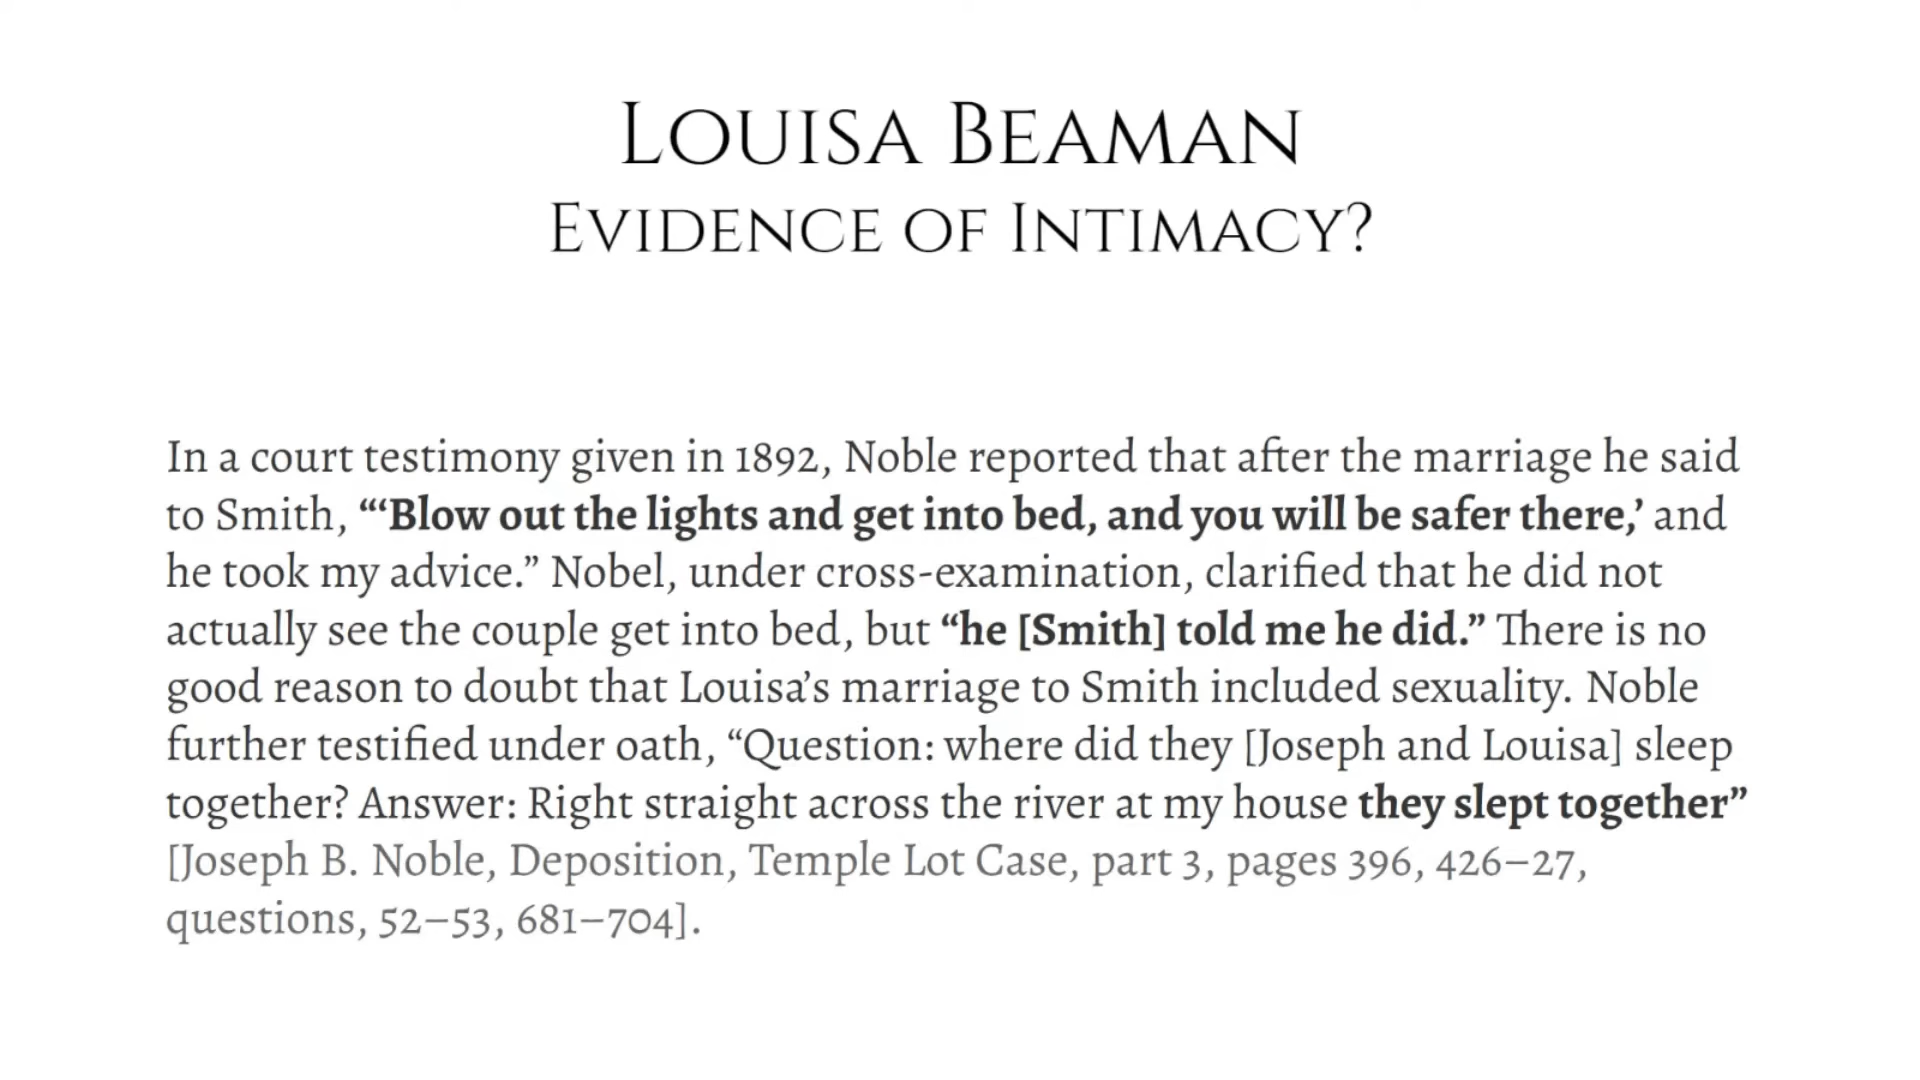 LOUISA BEAMAN
EVIDENCE OF INTIMACY?
In a court testimony given in 1892, Noble reported that after the marriage he said
to Smith, “‘Blow out the lights and get into bed, and you will be safer there,’ and
he took my advice.” Nobel, under cross-examination, clarified that he did not
actually see the couple get into bed, but “he [Smith] told me he did.” There is no
good reason to doubt that Louisa’s marriage to Smith included sexuality. Noble
further testified under oath, “Question: where did they [Joseph and Louisa] sleep
together? Answer: Right straight across the river at my house they slept together”
[Joseph B. Noble, Deposition, Temple Lot Case, part 3, pages 396, 426–27,
questions, 52–53, 681–704].